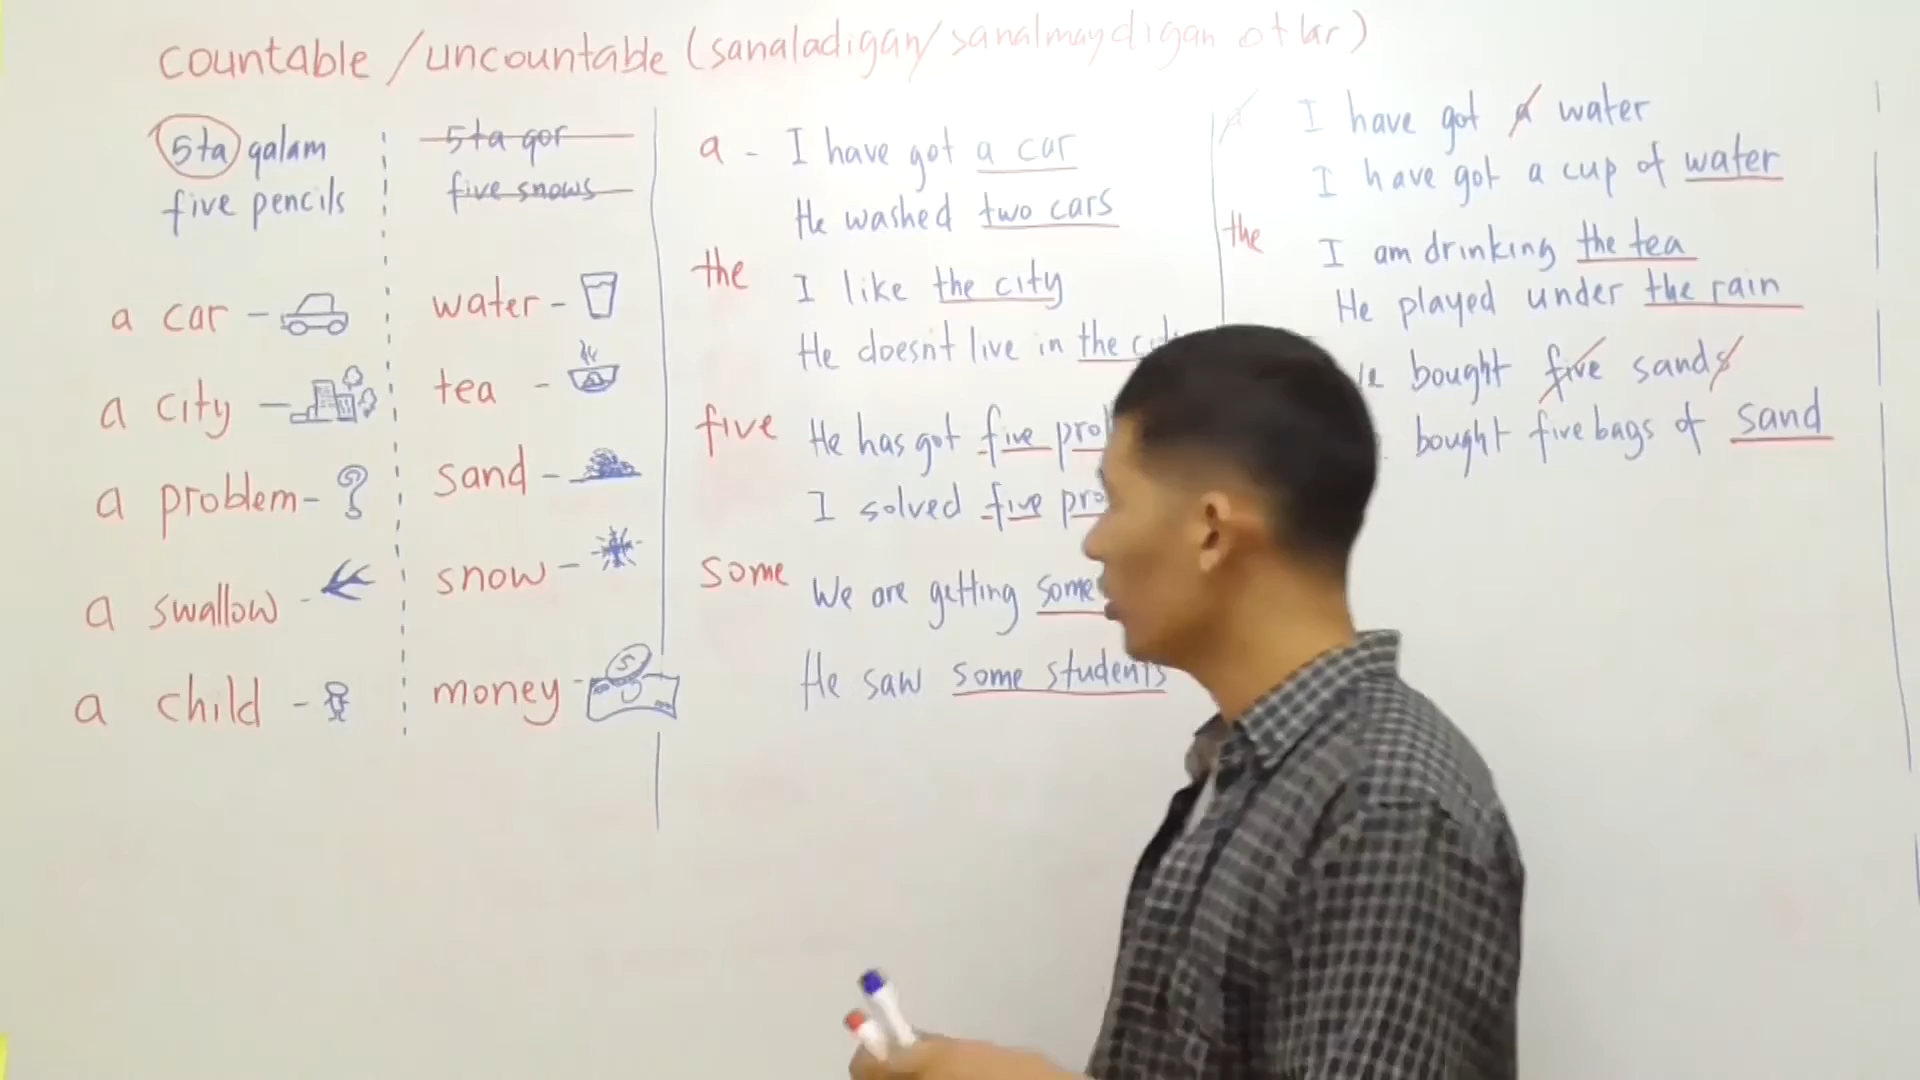 countable / uncountable (sanaladigan/sanalmaydigan otlar)
5ta qalam
five pencils
a car -
a city -
a problem -
a swallow -
a child -
5ta qor
five snows
water -
tea -
sand -
snow -
money -
a - I have got a car
He washed two cars
the I like the city
He doesn't live in the
five He has got five
I solved five
some We are getting some
He saw some students
a I have got a water
I have got a cup of water
the I am drinking the tea
He played under the rain
bought five sands
bought five bags of sand